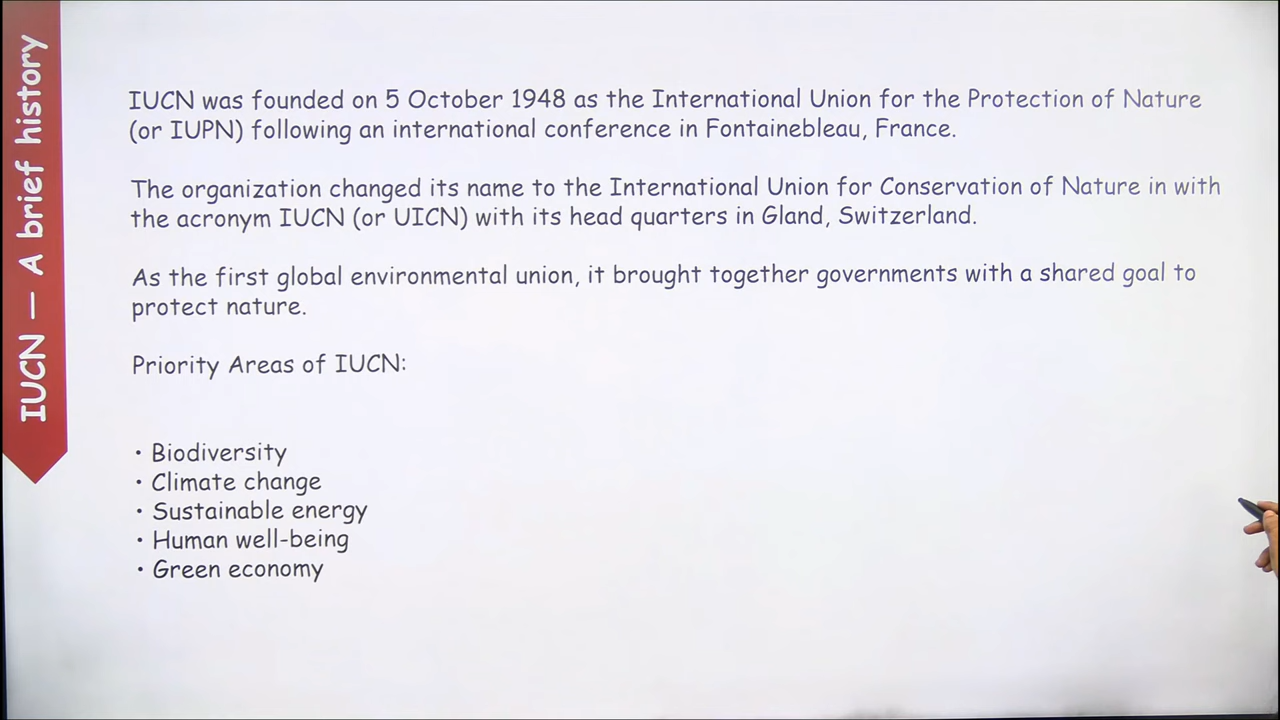 IUCN – A brief history
IUCN was founded on 5 October 1948 as the International Union for the Protection of Nature
(or IUPN) following an international conference in Fontainebleau, France.
The organization changed its name to the International Union for Conservation of Nature in with
the acronym IUCN (or UICN) with its head quarters in Gland, Switzerland.
As the first global environmental union, it brought together governments with a shared goal to
protect nature.
Priority Areas of IUCN:
• Biodiversity
• Climate change
• Sustainable energy
• Human well-being
• Green economy